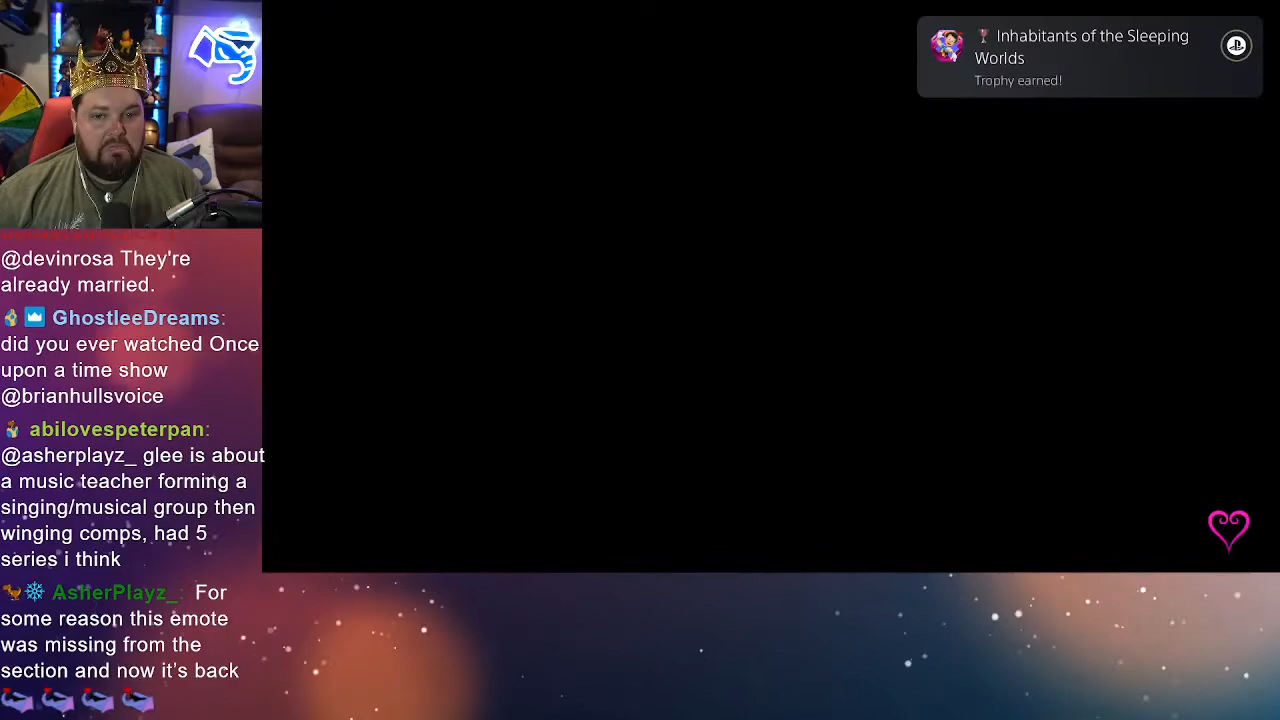 Inhabitants of the Sleeping
Worlds
Trophy earned!
@devinrosa They're
already married.
GhostleeDreams:
did you ever watched Once
upon a time show
@brianhullsvoice
abilovespeterpan:
@asherplayz_ glee is about
a music teacher forming a
singing/musical group then
winging comps, had 5
series i think
AsherPlayz_: For
some reason this emote
was missing from the
section and now it's back